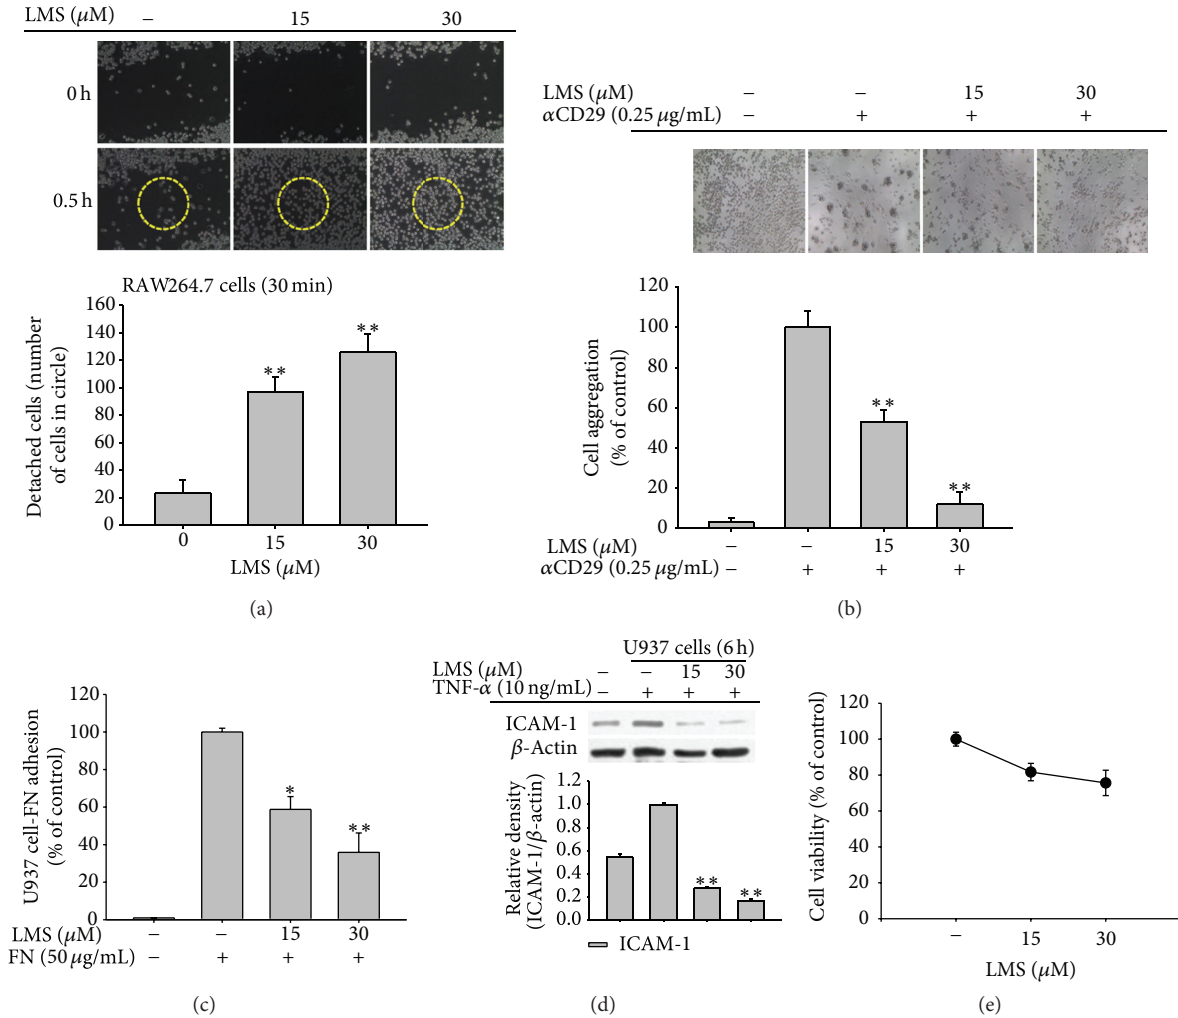 LMS (μM) – 15 30
0 h
0.5 h
RAW264.7 cells (30 min)
160
140
120
100
80
60
40
20
0
Detached cells (number
of cells in circle)
** **
0 15 30
LMS (μM)
(a)
LMS (μM) – – 15 30
αCD29 (0.25 μg/mL) – + + +
120
100
80
60
40
20
0
Cell aggregation
(% of control)
** **
LMS (μM) – – 15 30
αCD29 (0.25 μg/mL) – + + +
(b)
120
100
80
60
40
20
0
U937 cell-FN adhesion
(% of control)
* **
LMS (μM) – – 15 30
FN (50 μg/mL) – + + +
(c)
U937 cells (6 h)
LMS (μM) – – 15 30
TNF-α (10 ng/mL) – + + +
ICAM-1
β-Actin
1.2
1.0
0.8
0.6
0.4
0.2
0.0
Relative density
(ICAM-1/β-actin)
** **
ICAM-1
(d)
120
100
80
60
40
20
0
Cell viability (% of control)
– 15 30
LMS (μM)
(e)